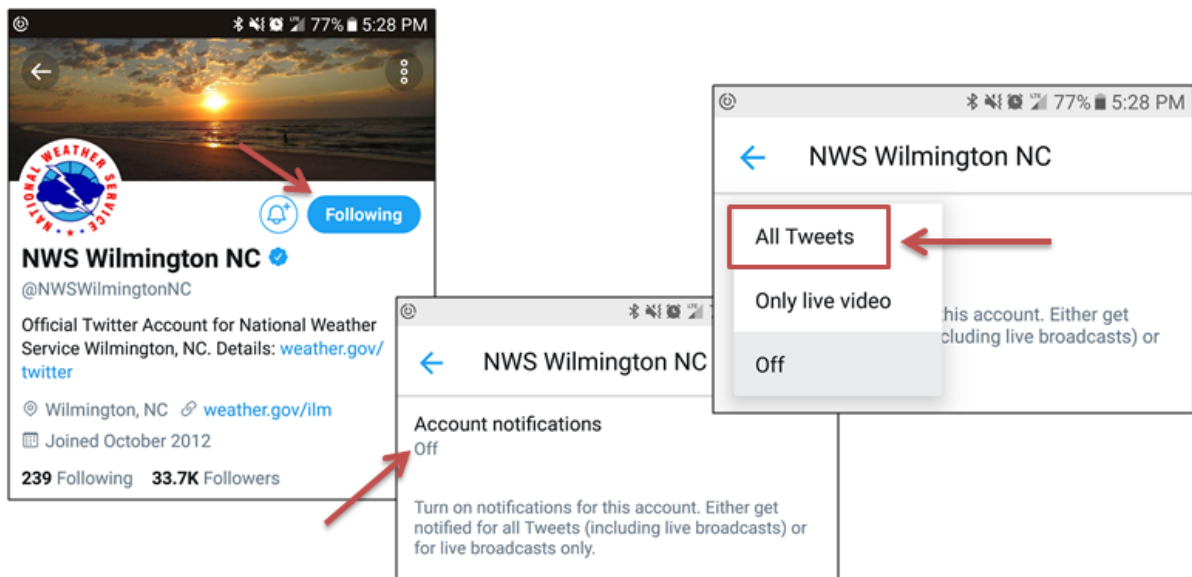 77% 5:28 PM
NATIONAL WEATHER SERVICE
Following
NWS Wilmington NC
@NWSWilmingtonNC
Official Twitter Account for National Weather
Service Wilmington, NC. Details: weather.gov/
twitter
Wilmington, NC weather.gov/ilm
Joined October 2012
239 Following 33.7K Followers
NWS Wilmington NC
Account notifications
Off
Turn on notifications for this account. Either get
notified for all Tweets (including live broadcasts) or
for live broadcasts only.
LTE 77% 5:28 PM
NWS Wilmington NC
All Tweets
Only live video
Off
this account. Either get
cluding live broadcasts) or